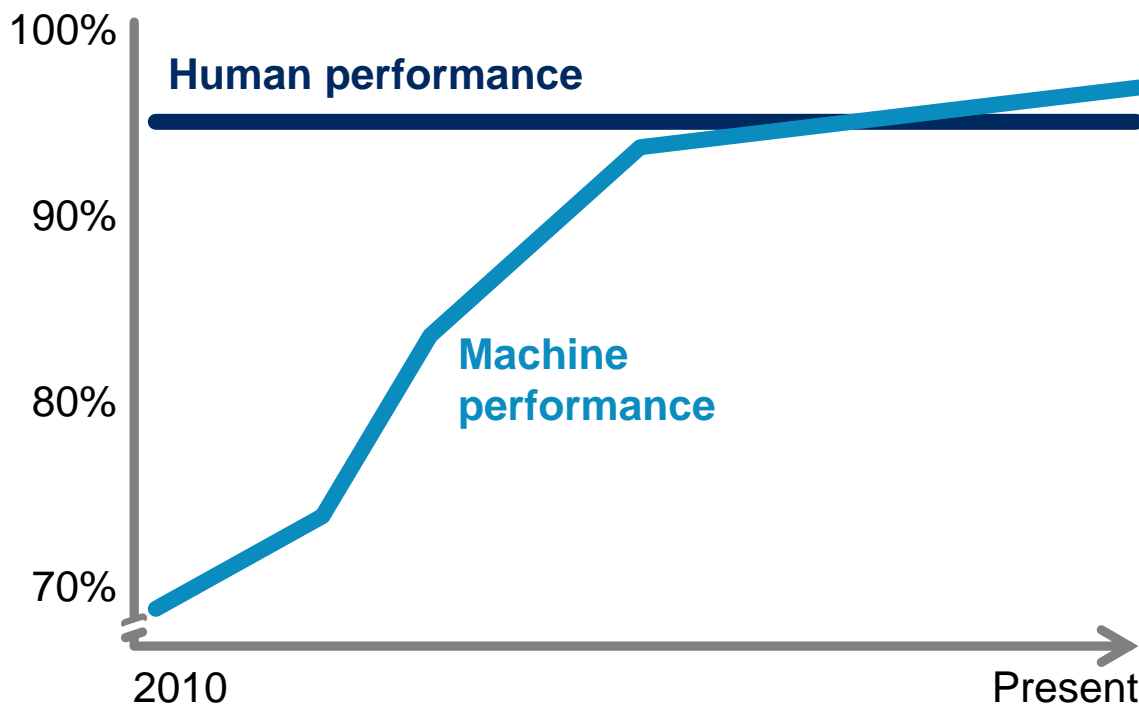 100%
Human performance
90%
Machine
performance
80%
70%
2010
Present